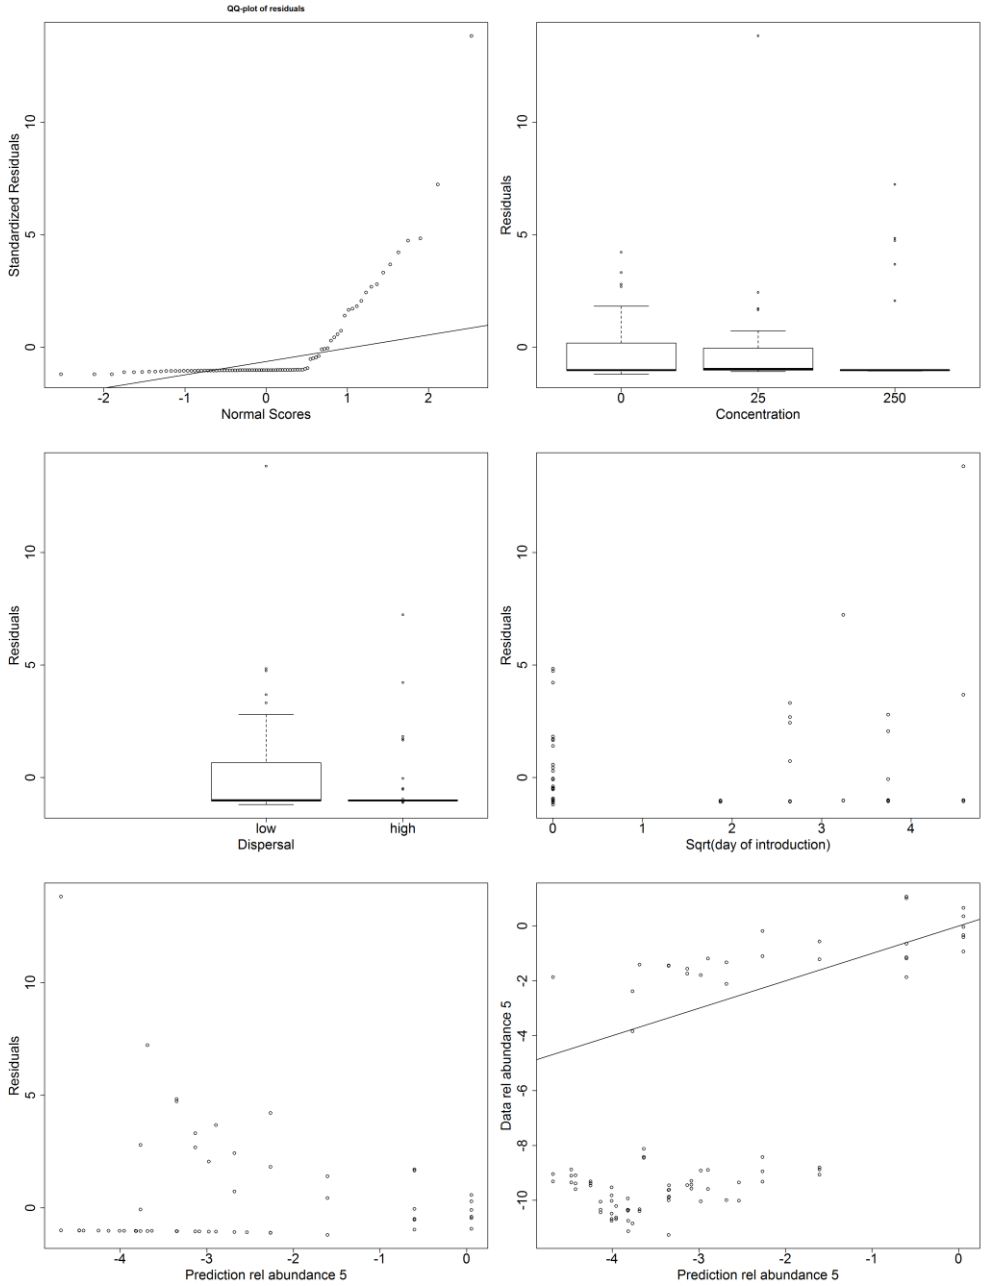 QQ-plot of residuals
Standardized Residuals
10
5
0
-2 -1 0 1 2
Normal Scores
Residuals
10
5
0
0 25 250
Concentration
Residuals
10
5
0
low high
Dispersal
Residuals
10
5
0
0 1 2 3 4
Sqrt(day of introduction)
Residuals
10
5
0
-4 -3 -2 -1 0
Prediction rel abundance 5
Data rel abundance 5
0
-2
-4
-6
-8
-10
-4 -3 -2 -1 0
Prediction rel abundance 5